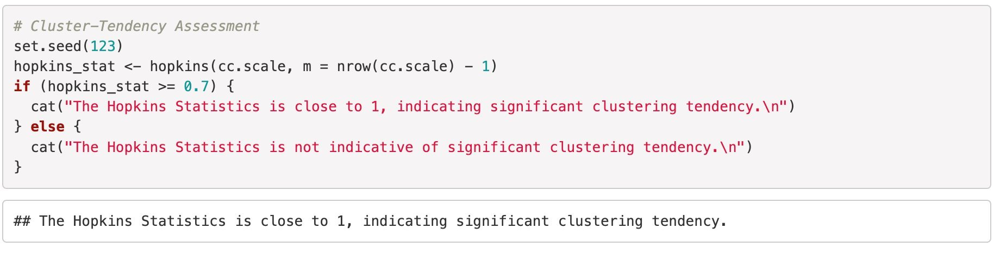 # Cluster-Tendency Assessment
set.seed(123)
hopkins_stat <- hopkins(cc.scale, m = nrow(cc.scale) - 1)
if (hopkins_stat >= 0.7) {
  cat("The Hopkins Statistics is close to 1, indicating significant clustering tendency.\n")
} else {
  cat("The Hopkins Statistics is not indicative of significant clustering tendency.\n")
}
## The Hopkins Statistics is close to 1, indicating significant clustering tendency.